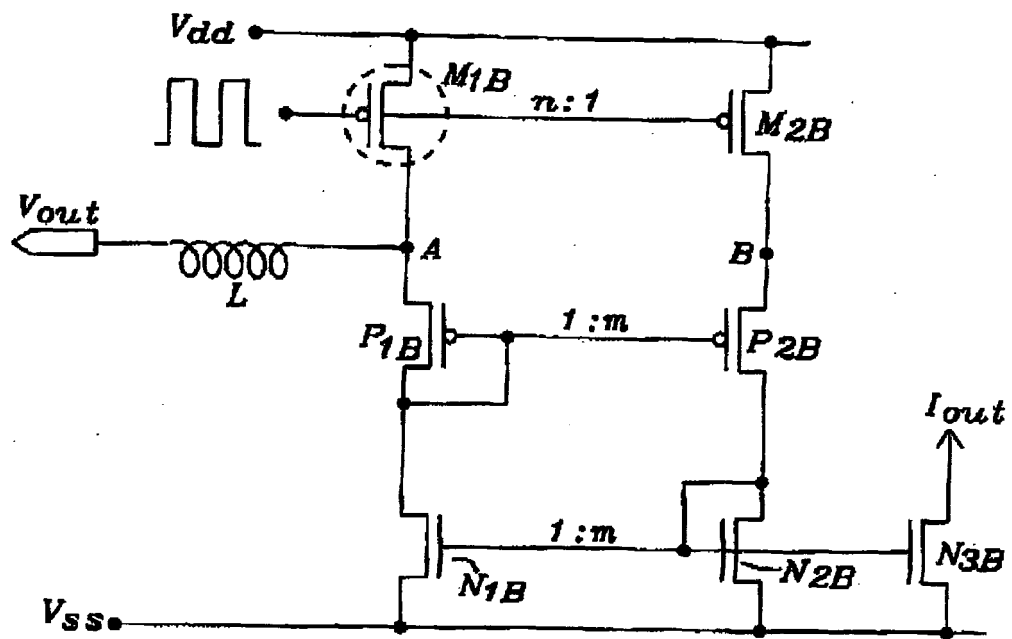 Vdd
M1B
n:1
M2B
Vout
A
B
L
P1B
1:m
P2B
Iout
1:m
N1B
N2B
N3B
Vss